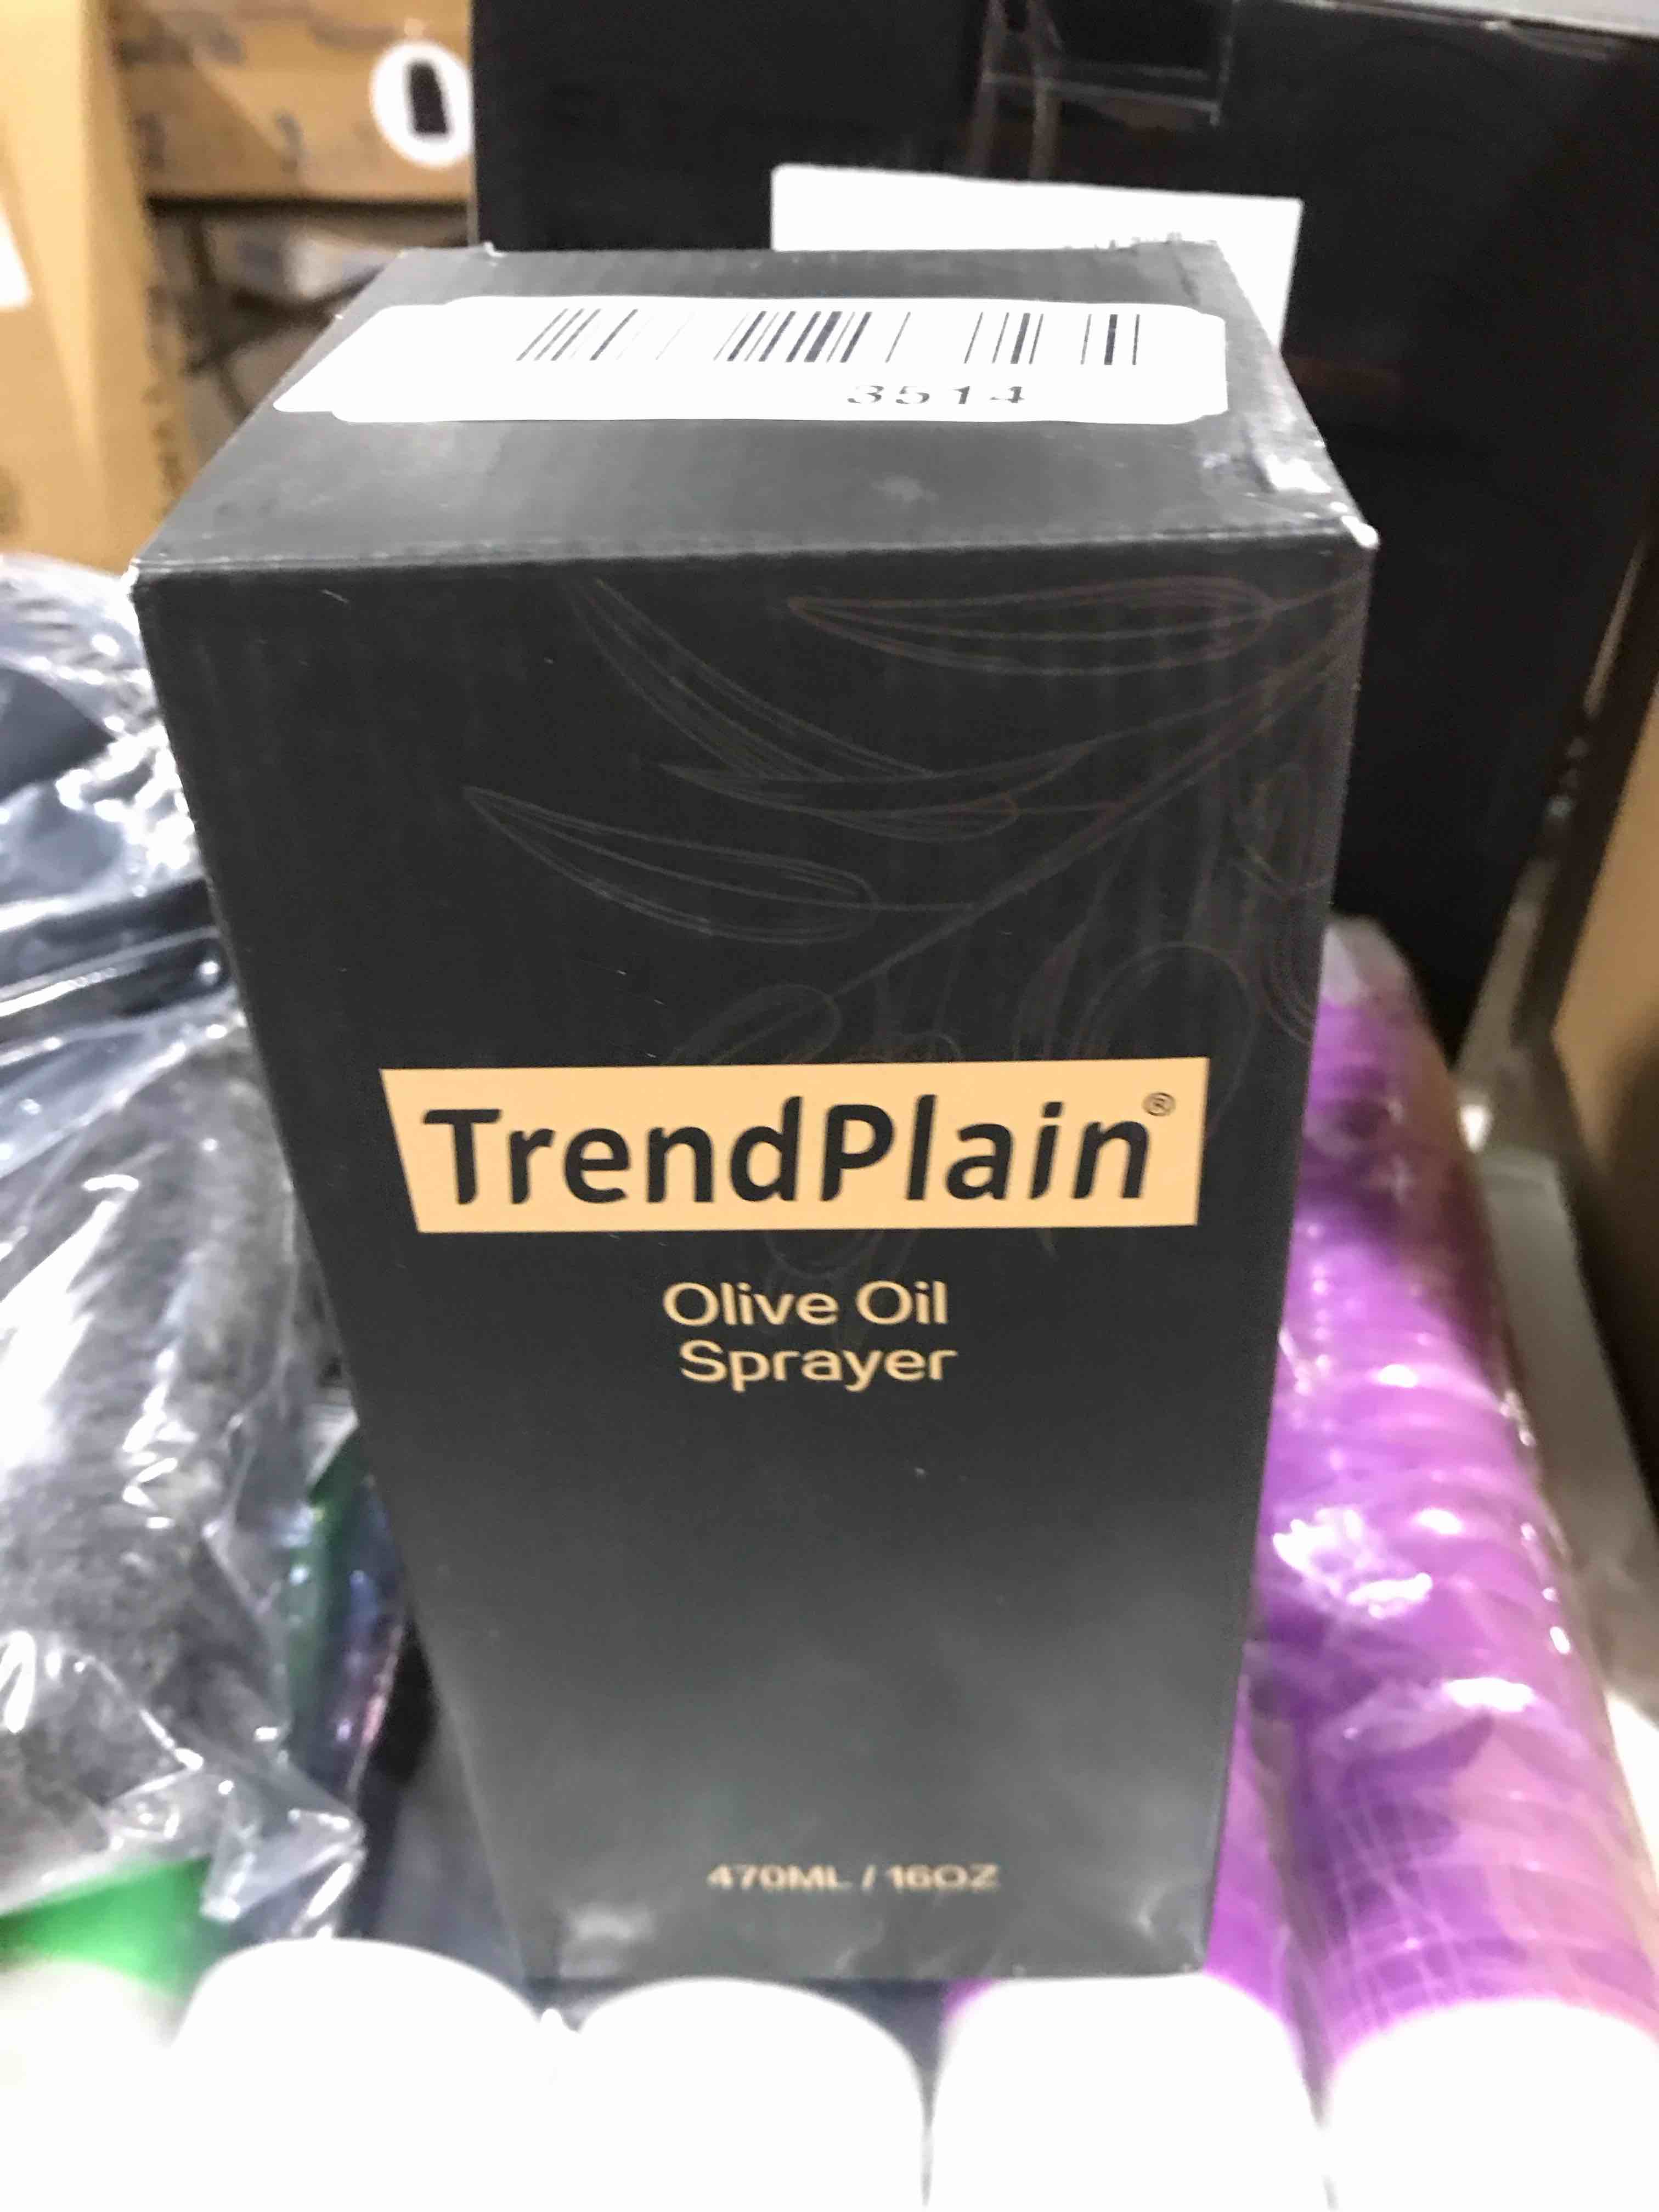 3514
TrendPlain®
Olive Oil
Sprayer
470ML / 16OZ